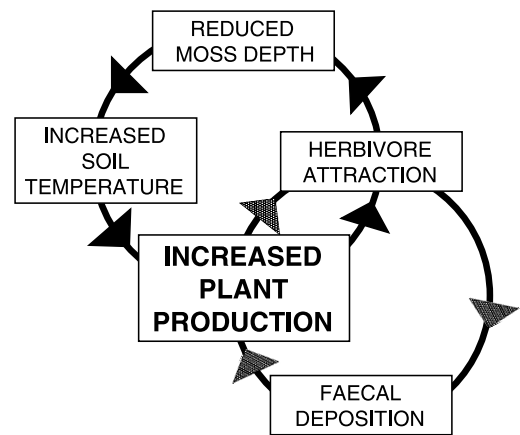 REDUCED
MOSS DEPTH
INCREASED
SOIL
TEMPERATURE
HERBIVORE
ATTRACTION
INCREASED
PLANT
PRODUCTION
FAECAL
DEPOSITION